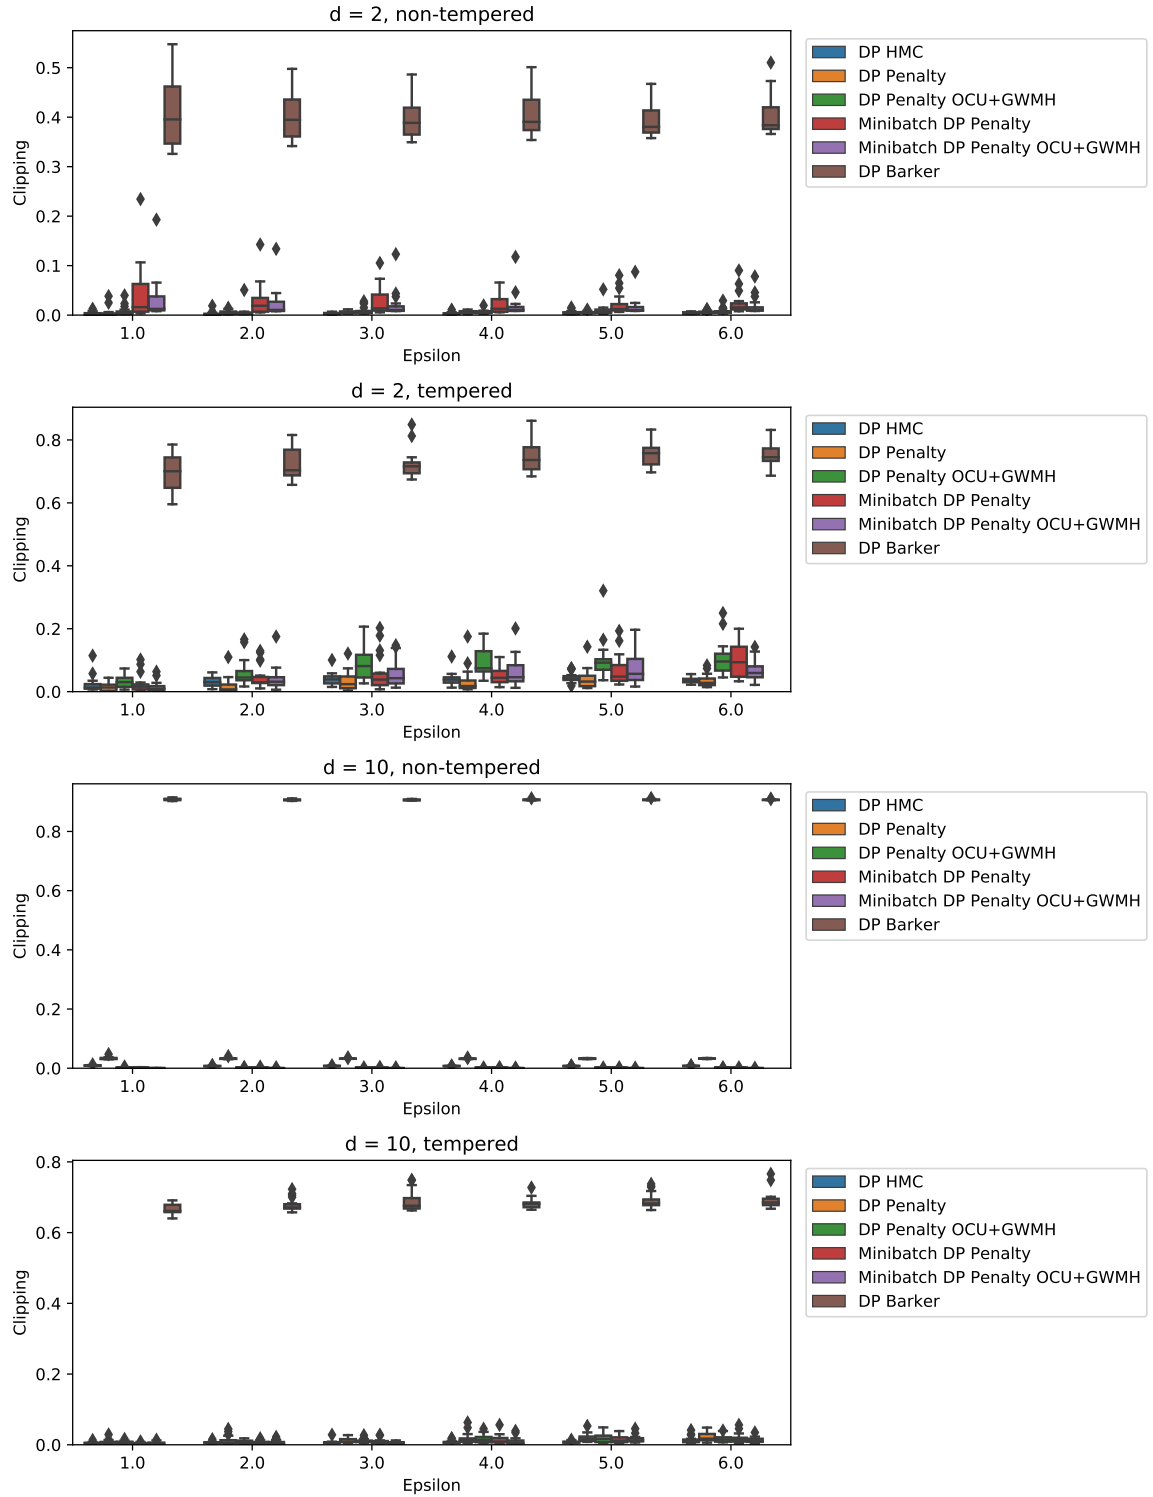 d = 2, non-tempered
0.5
0.4
0.3
0.2
0.1
0.0
Clipping
1.0 2.0 3.0 4.0 5.0 6.0
Epsilon
DP HMC
DP Penalty
DP Penalty OCU+GWMH
Minibatch DP Penalty
Minibatch DP Penalty OCU+GWMH
DP Barker
d = 2, tempered
0.8
0.6
0.4
0.2
0.0
Clipping
1.0 2.0 3.0 4.0 5.0 6.0
Epsilon
DP HMC
DP Penalty
DP Penalty OCU+GWMH
Minibatch DP Penalty
Minibatch DP Penalty OCU+GWMH
DP Barker
d = 10, non-tempered
0.8
0.6
0.4
0.2
0.0
Clipping
1.0 2.0 3.0 4.0 5.0 6.0
Epsilon
DP HMC
DP Penalty
DP Penalty OCU+GWMH
Minibatch DP Penalty
Minibatch DP Penalty OCU+GWMH
DP Barker
d = 10, tempered
0.8
0.6
0.4
0.2
0.0
Clipping
1.0 2.0 3.0 4.0 5.0 6.0
Epsilon
DP HMC
DP Penalty
DP Penalty OCU+GWMH
Minibatch DP Penalty
Minibatch DP Penalty OCU+GWMH
DP Barker